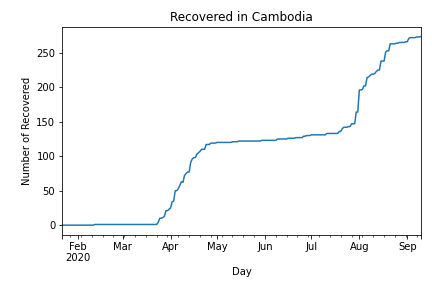 Recovered in Cambodia
Number of Recovered
250
200
150
100
50
0
Feb Mar Apr May Jun Jul Aug Sep
2020
Day